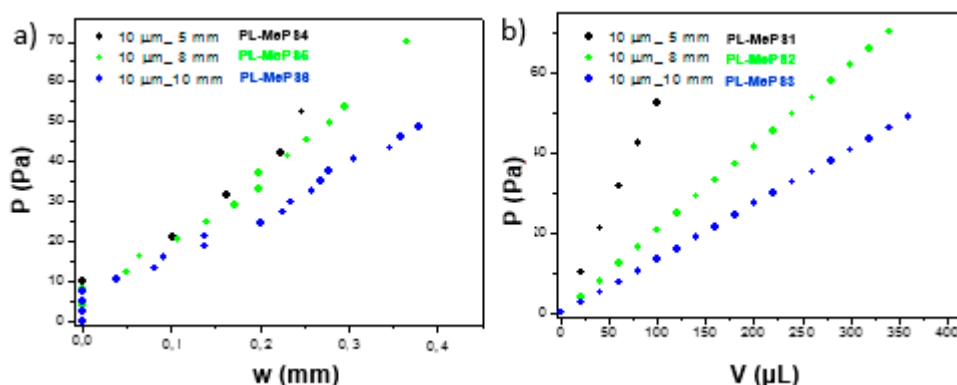 a)
10 µm_ 5 mm PL-MeP84
10 µm_ 8 mm PL-MeP85
10 µm_10 mm PL-MeP86
P (Pa)
70
60
50
40
30
20
10
0
0,0 0,1 0,2 0,3 0,4
w (mm)
b)
10 µm_ 5 mm PL-MeP81
10 µm_ 8 mm PL-MeP82
10 µm_10 mm PL-MeP83
P (Pa)
60
40
20
0
0 50 100 150 200 250 300 350 400
V (µL)